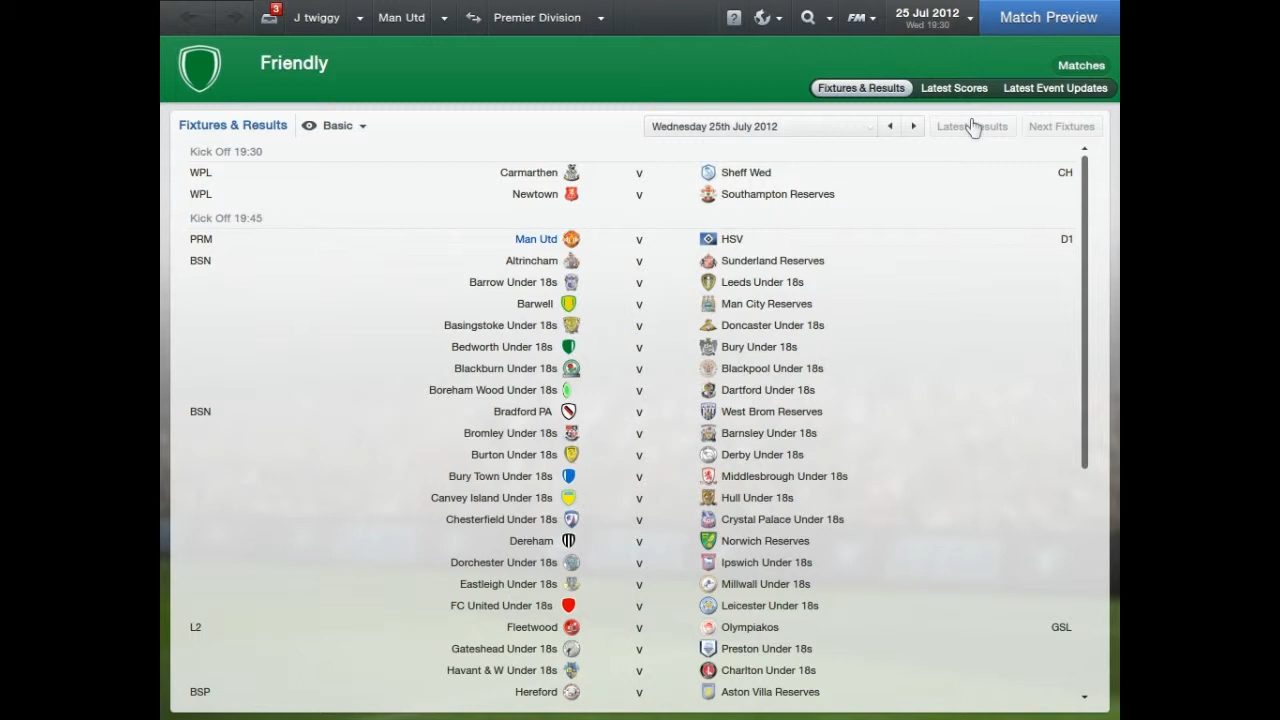 3 J twiggy Man Utd Premier Division ? FM 25 Jul 2012 Match Preview
Wed 19:30
Friendly
Matches
Fixtures & Results Latest Scores Latest Event Updates
Fixtures & Results Basic Wednesday 25th July 2012 Latest Results Next Fixtures
Kick Off 19:30
WPL Carmarthen v Sheff Wed CH
WPL Newtown v Southampton Reserves
Kick Off 19:45
PRM Man Utd v HSV D1
BSN Altrincham v Sunderland Reserves
Barrow Under 18s v Leeds Under 18s
Barwell v Man City Reserves
Basingstoke Under 18s v Doncaster Under 18s
Bedworth Under 18s v Bury Under 18s
Blackburn Under 18s v Blackpool Under 18s
Boreham Wood Under 18s v Dartford Under 18s
BSN Bradford PA v West Brom Reserves
Bromley Under 18s v Barnsley Under 18s
Burton Under 18s v Derby Under 18s
Bury Town Under 18s v Middlesbrough Under 18s
Canvey Island Under 18s v Hull Under 18s
Chesterfield Under 18s v Crystal Palace Under 18s
Dereham v Norwich Reserves
Dorchester Under 18s v Ipswich Under 18s
Eastleigh Under 18s v Millwall Under 18s
FC United Under 18s v Leicester Under 18s
L2 Fleetwood v Olympiakos GSL
Gateshead Under 18s v Preston Under 18s
Havant & W Under 18s v Charlton Under 18s
BSP Hereford v Aston Villa Reserves